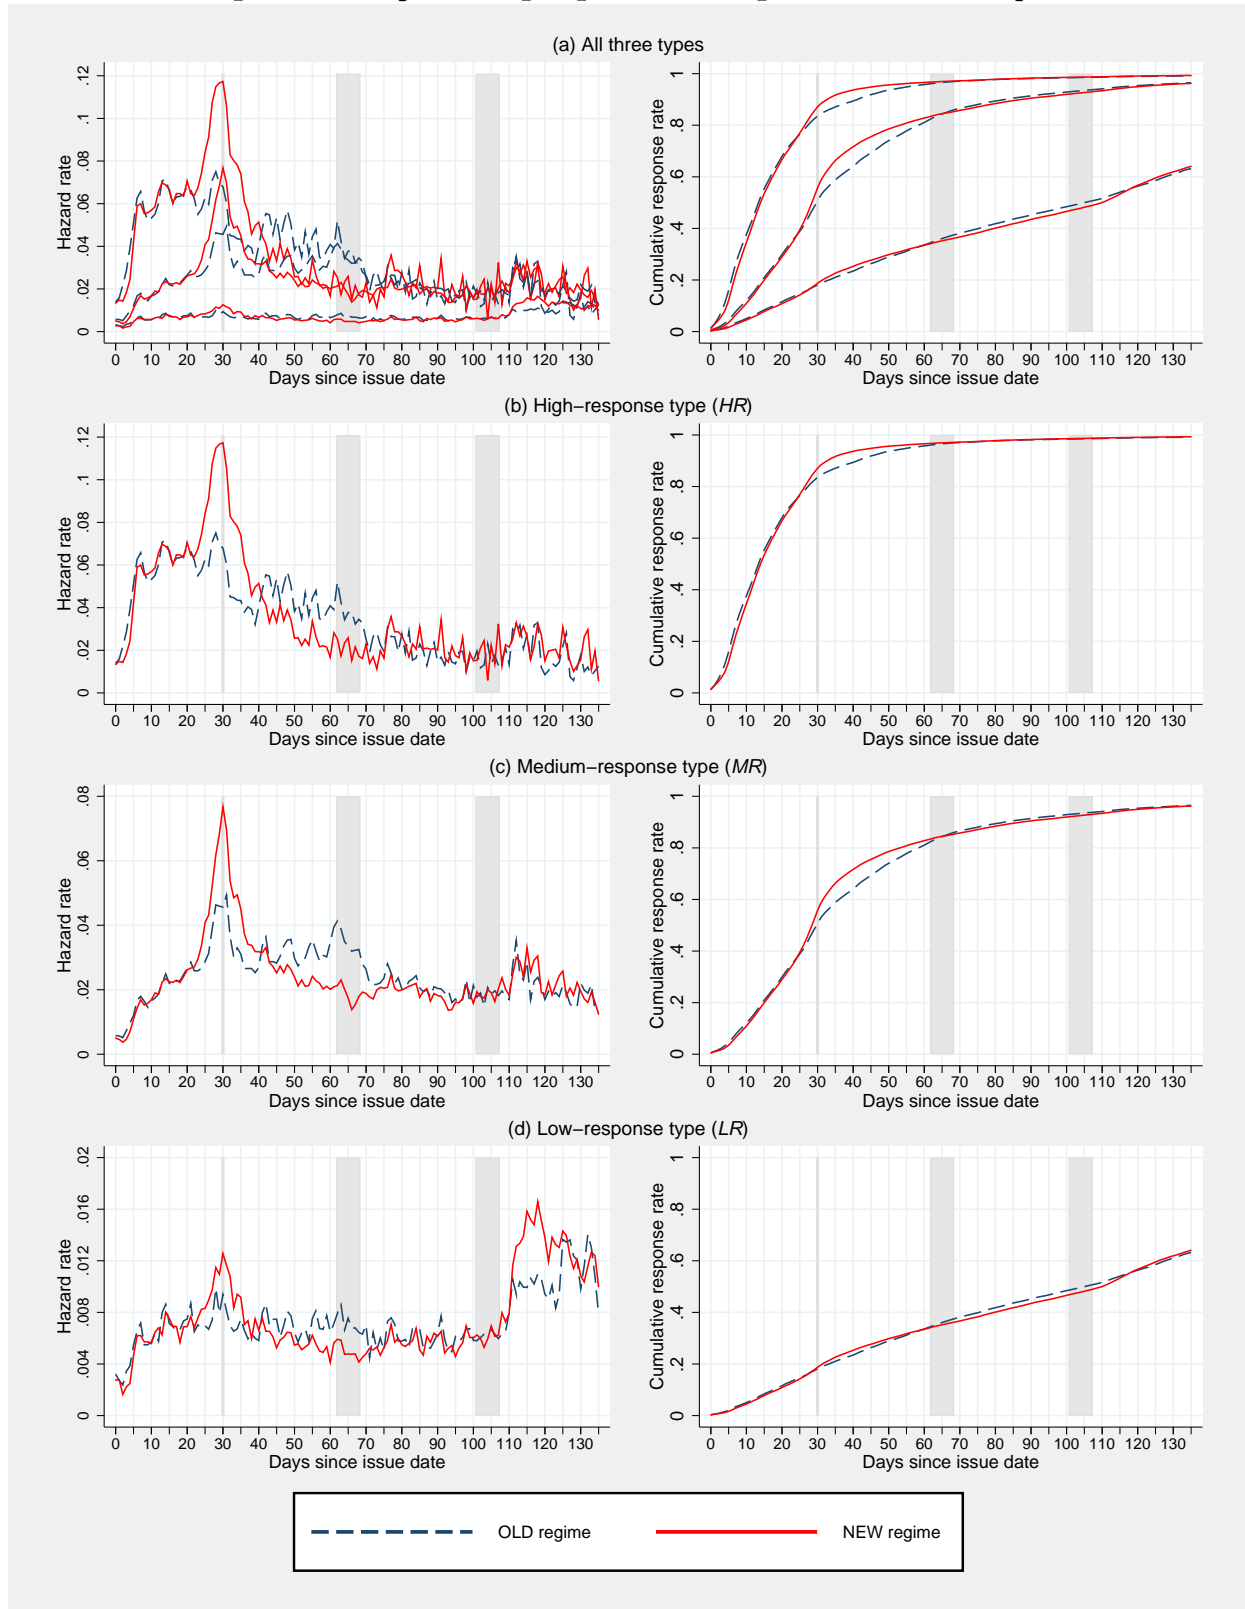 (a) All three types
Hazard rate
0 .02 .04 .06 .08 .1 .12
0 10 20 30 40 50 60 70 80 90 100 110 120 130
Days since issue date
Cumulative response rate
0 .2 .4 .6 .8 1
0 10 20 30 40 50 60 70 80 90 100 110 120 130
Days since issue date
(b) High−response type (HR)
Hazard rate
0 .02 .04 .06 .08 .1 .12
0 10 20 30 40 50 60 70 80 90 100 110 120 130
Days since issue date
Cumulative response rate
0 .2 .4 .6 .8 1
0 10 20 30 40 50 60 70 80 90 100 110 120 130
Days since issue date
(c) Medium−response type (MR)
Hazard rate
0 .02 .04 .06 .08
0 10 20 30 40 50 60 70 80 90 100 110 120 130
Days since issue date
Cumulative response rate
0 .2 .4 .6 .8 1
0 10 20 30 40 50 60 70 80 90 100 110 120 130
Days since issue date
(d) Low−response type (LR)
Hazard rate
0 .004 .008 .012 .016 .02
0 10 20 30 40 50 60 70 80 90 100 110 120 130
Days since issue date
Cumulative response rate
0 .2 .4 .6 .8 1
0 10 20 30 40 50 60 70 80 90 100 110 120 130
Days since issue date
OLD regime
NEW regime